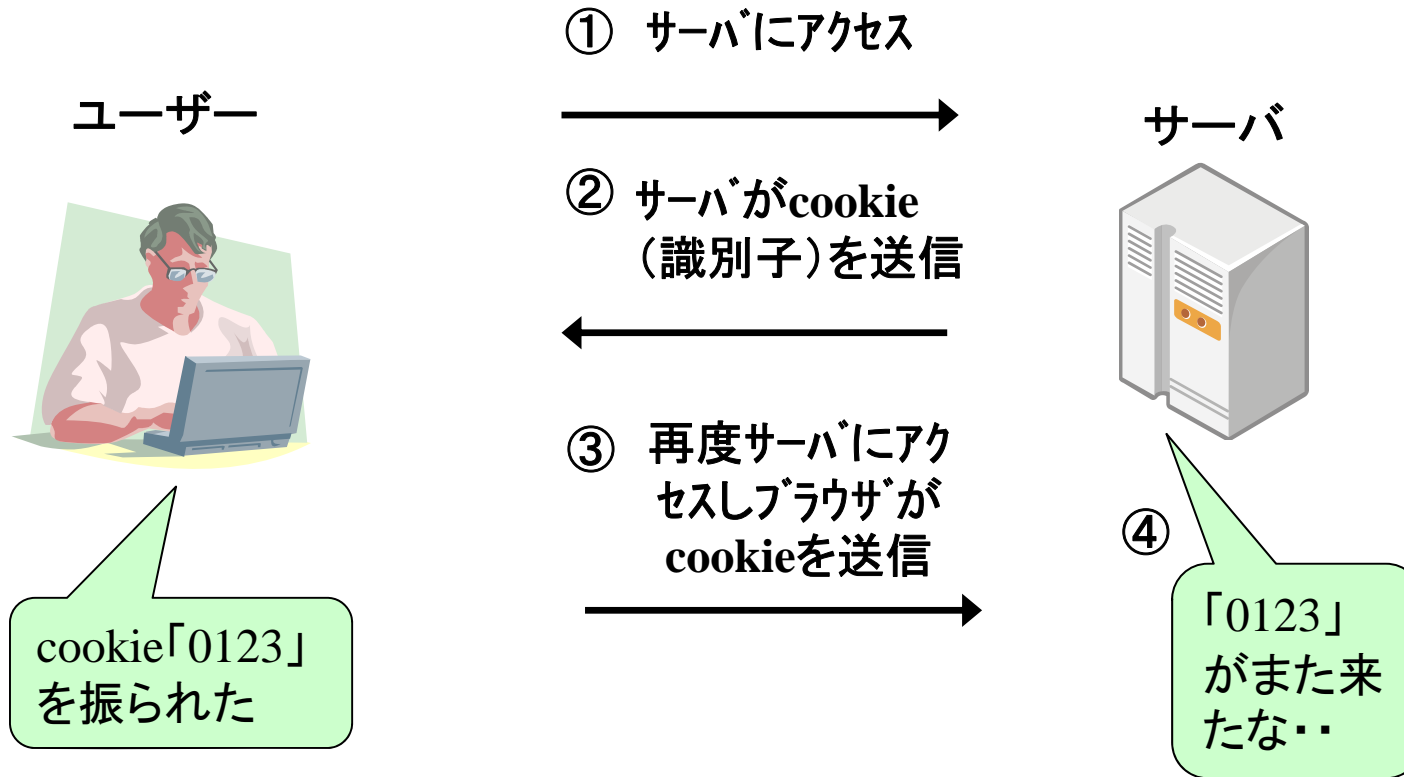 ① ｻｰﾊﾞにｱｸｾｽ
ユーザー
サーバ
② ｻｰﾊﾞがcookie
（識別子）を送信
③ 再度ｻｰﾊﾞにｱｸ
ｾｽしﾌﾞﾗｳｻﾞが
cookieを送信
④
cookie「0123」
を振られた
「0123」
がまた来
たな・・